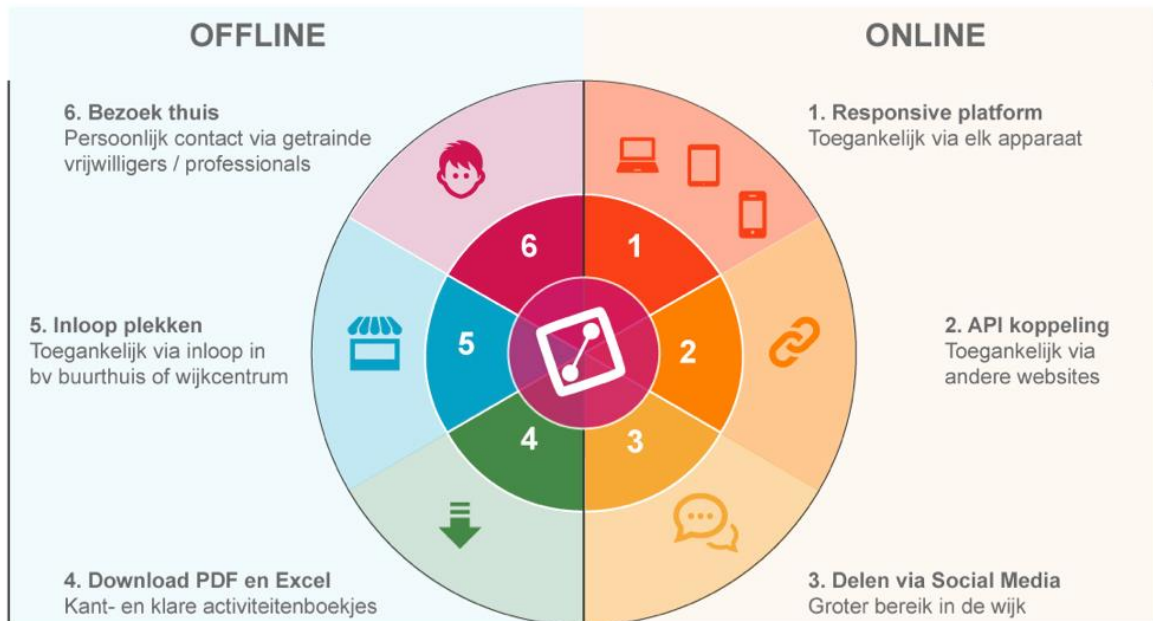 OFFLINE
ONLINE
6. Bezoek thuis
Persoonlijk contact via getrainde
vrijwilligers / professionals
1. Responsive platform
Toegankelijk via elk apparaat
6
1
5. Inloop plekken
Toegankelijk via inloop in
bv buurthuis of wijkcentrum
5
2
2. API koppeling
Toegankelijk via
andere websites
4
3
4. Download PDF en Excel
Kant- en klare activiteitenboekjes
3. Delen via Social Media
Groter bereik in de wijk